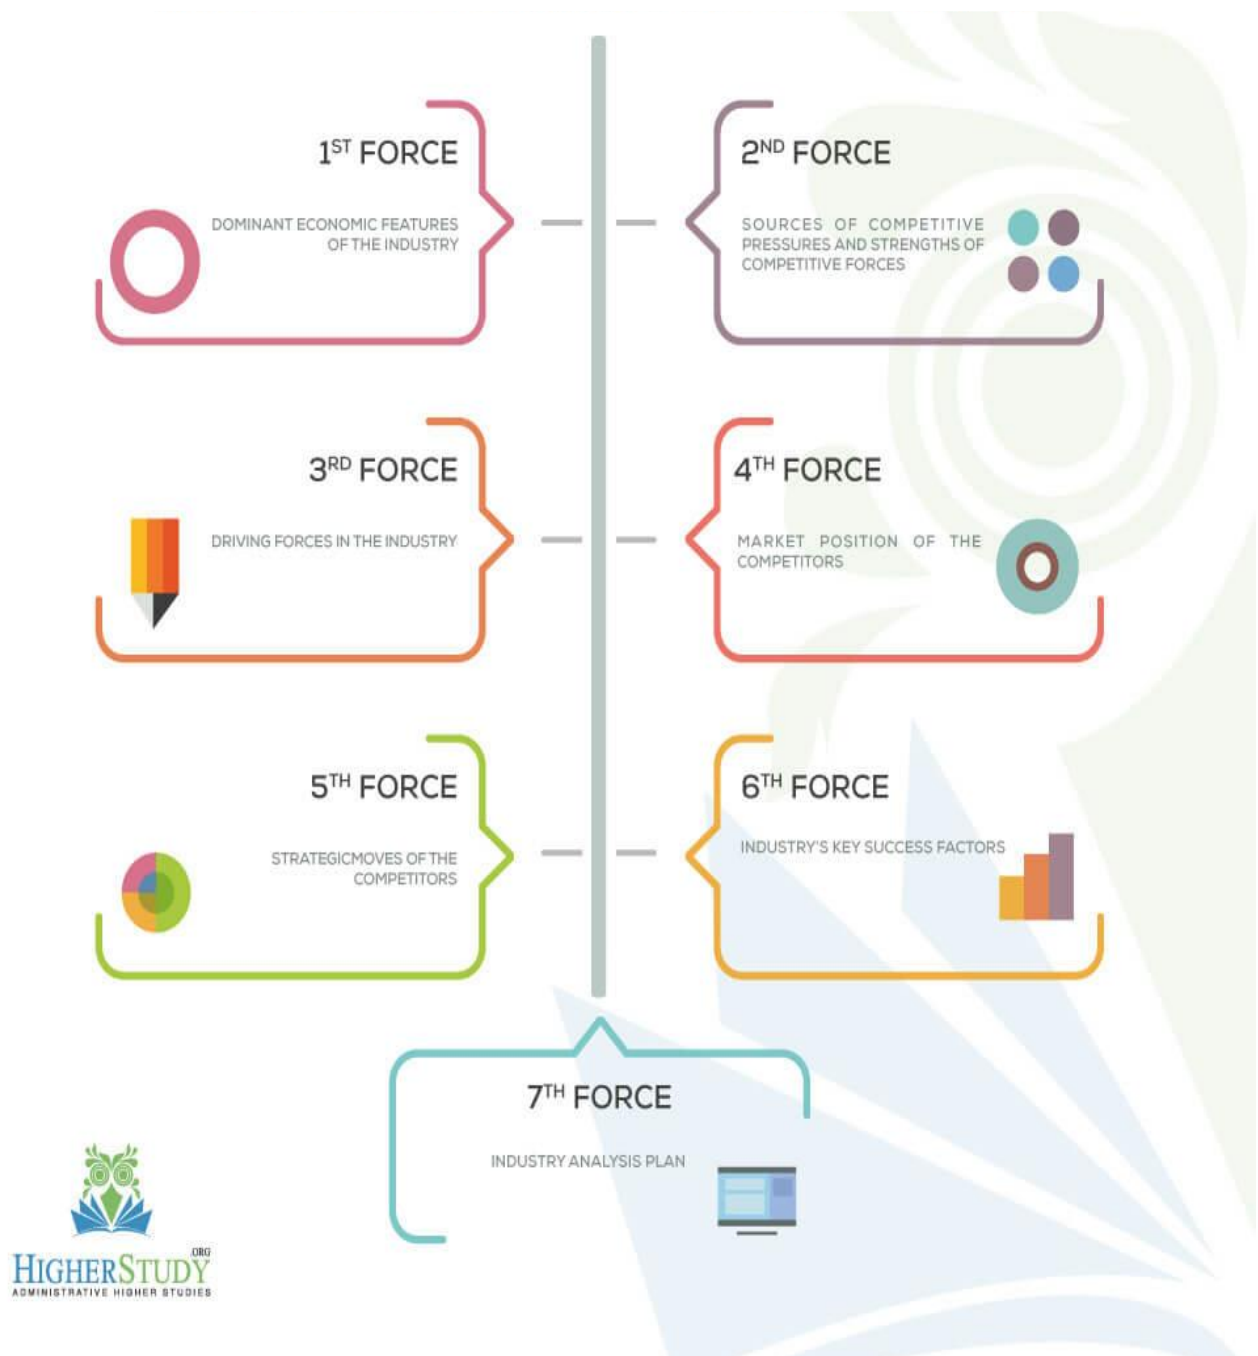 1ST FORCE
DOMINANT ECONOMIC FEATURES
OF THE INDUSTRY
2ND FORCE
SOURCES OF COMPETITIVE
PRESSURES AND STRENGTHS OF
COMPETITIVE FORCES
3RD FORCE
DRIVING FORCES IN THE INDUSTRY
4TH FORCE
MARKET POSITION OF THE
COMPETITORS
5TH FORCE
STRATEGICMOVES OF THE
COMPETITORS
6TH FORCE
INDUSTRY'S KEY SUCCESS FACTORS
7TH FORCE
INDUSTRY ANALYSIS PLAN
HIGHERSTUDY.ORG
ADMINISTRATIVE HIGHER STUDIES